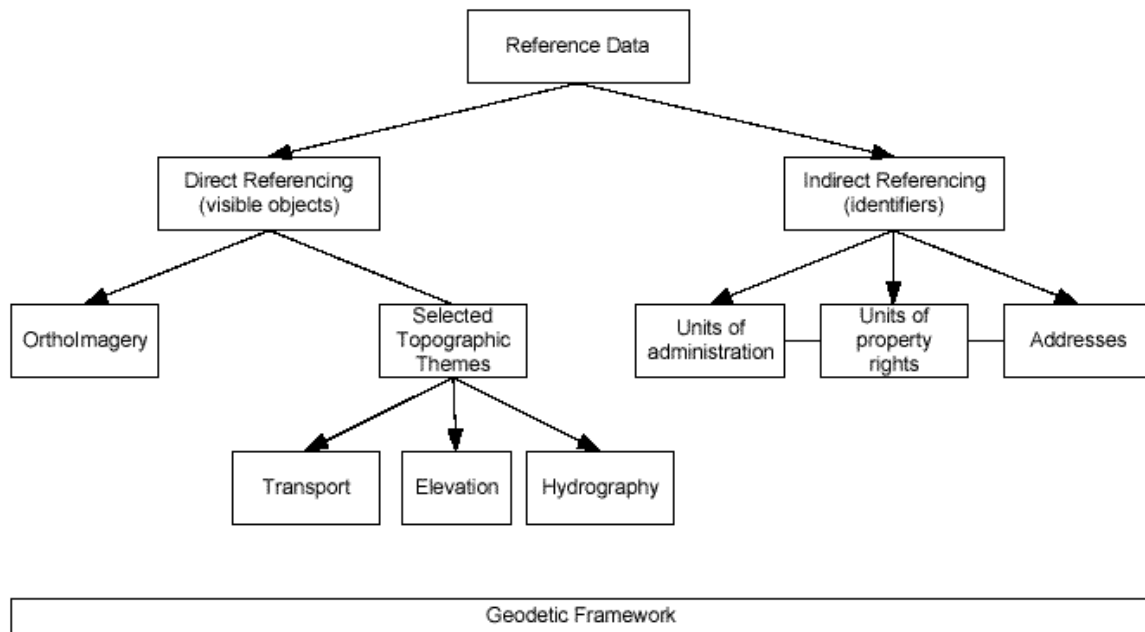 Reference Data
Direct Referencing
(visible objects)
Indirect Referencing
(identifiers)
OrthoImagery
Selected
Topographic
Themes
Units of
administration
Units of
property
rights
Addresses
Transport
Elevation
Hydrography
Geodetic Framework